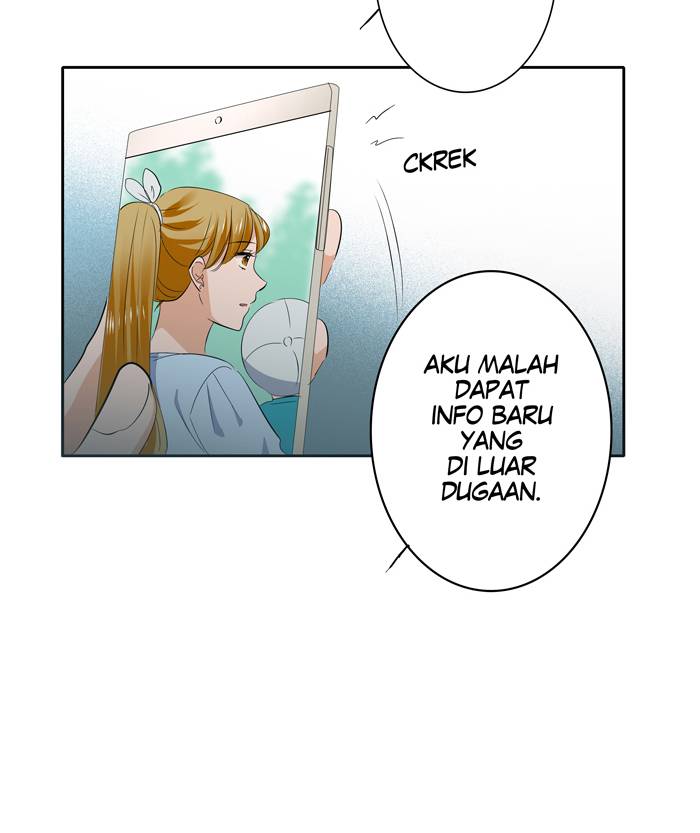 CKREK
AKU MALAH
DAPAT
INFO BARU
YANG
DI LUAR
DUGAAN.